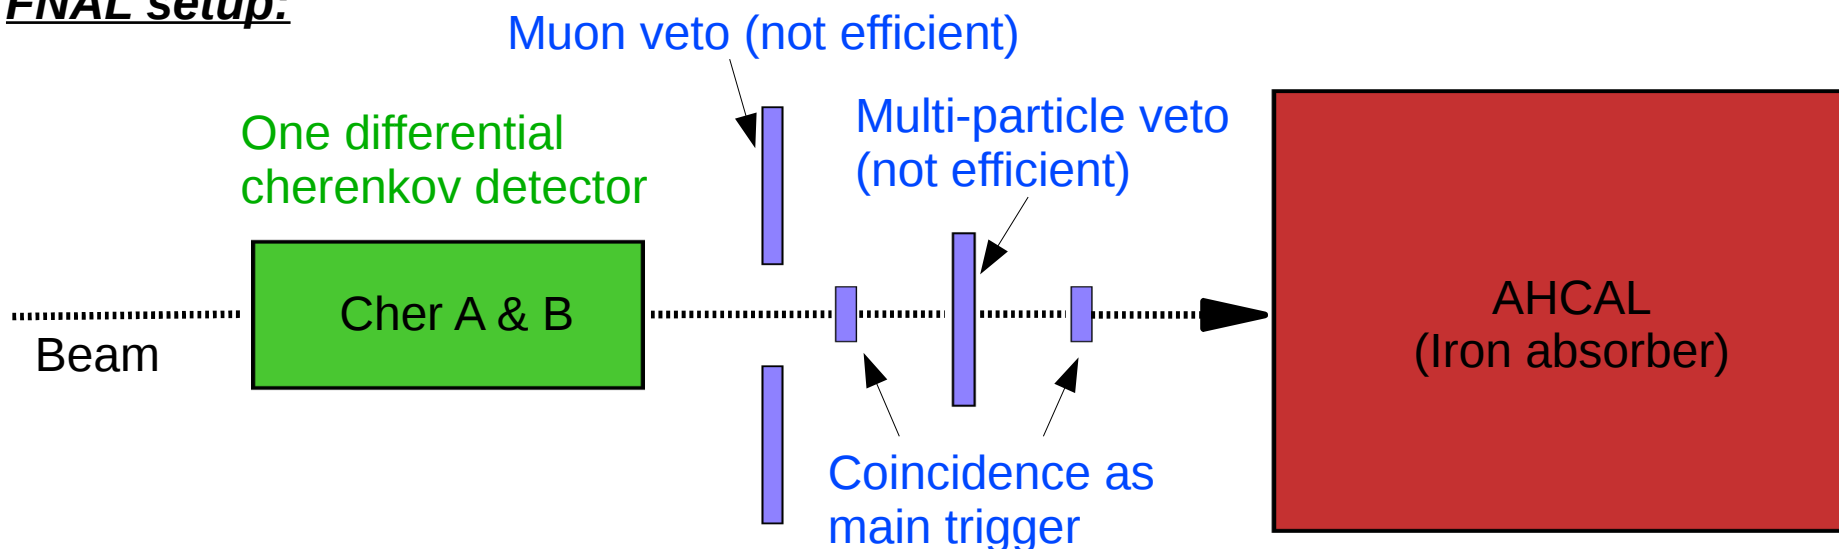 FNAL setup:
Muon veto (not efficient)
One differential
cherenkov detector
Multi-particle veto
(not efficient)
Cher A & B
Beam
AHCAL
(Iron absorber)
Coincidence as
main trigger